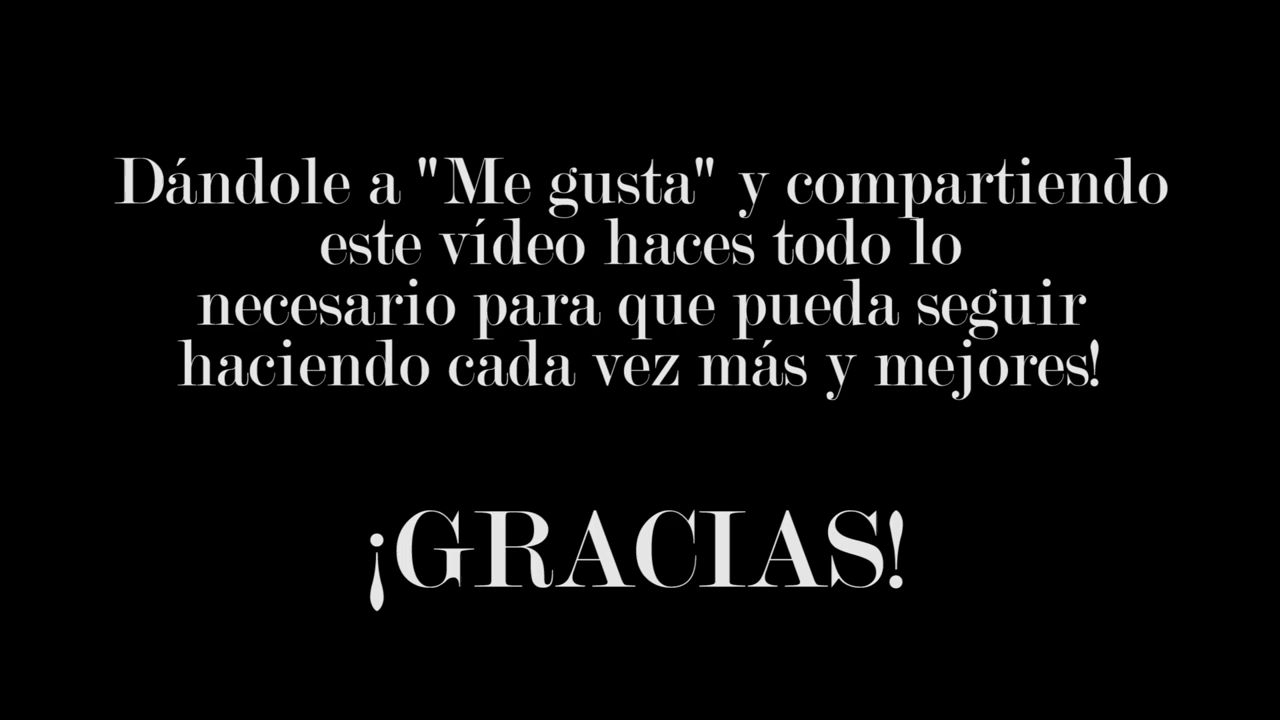 Dándole a "Me gusta" y compartiendo
este vídeo haces todo lo
necesario para que pueda seguir
haciendo cada vez más y mejores!
¡GRACIAS!